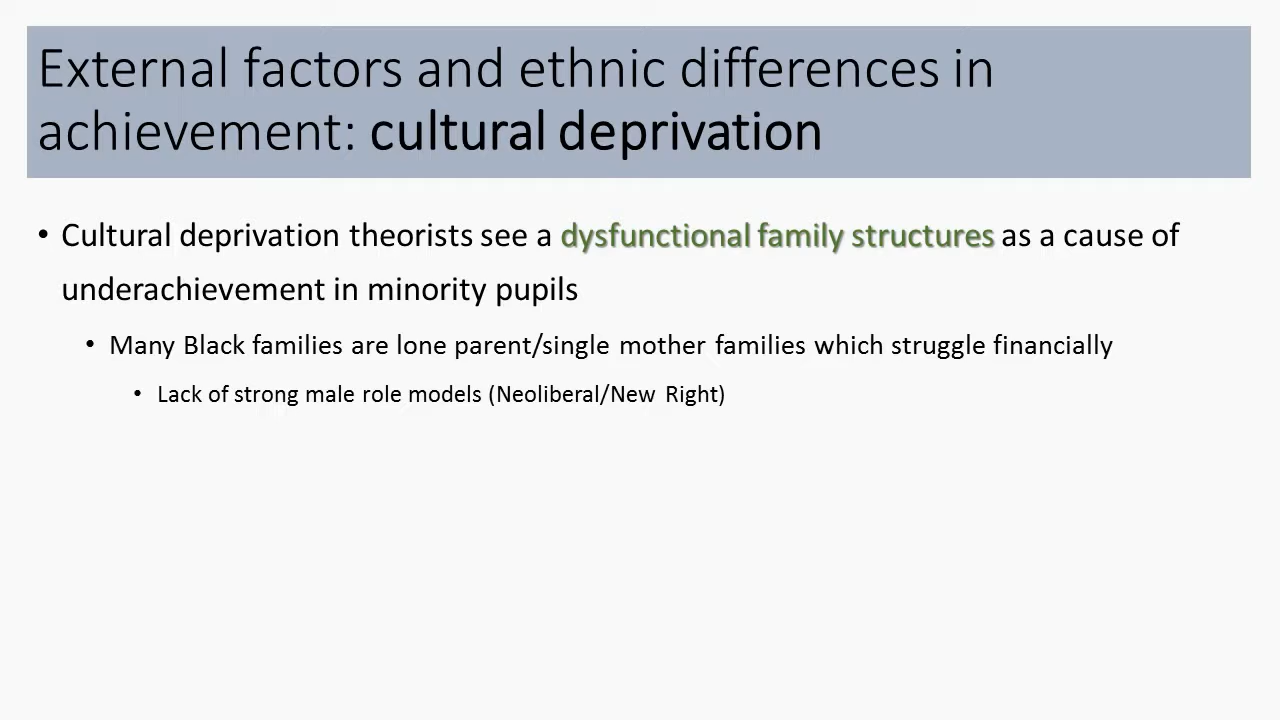 External factors and ethnic differences in
achievement: cultural deprivation
• Cultural deprivation theorists see a dysfunctional family structures as a cause of
underachievement in minority pupils
• Many Black families are lone parent/single mother families which struggle financially
• Lack of strong male role models (Neoliberal/New Right)